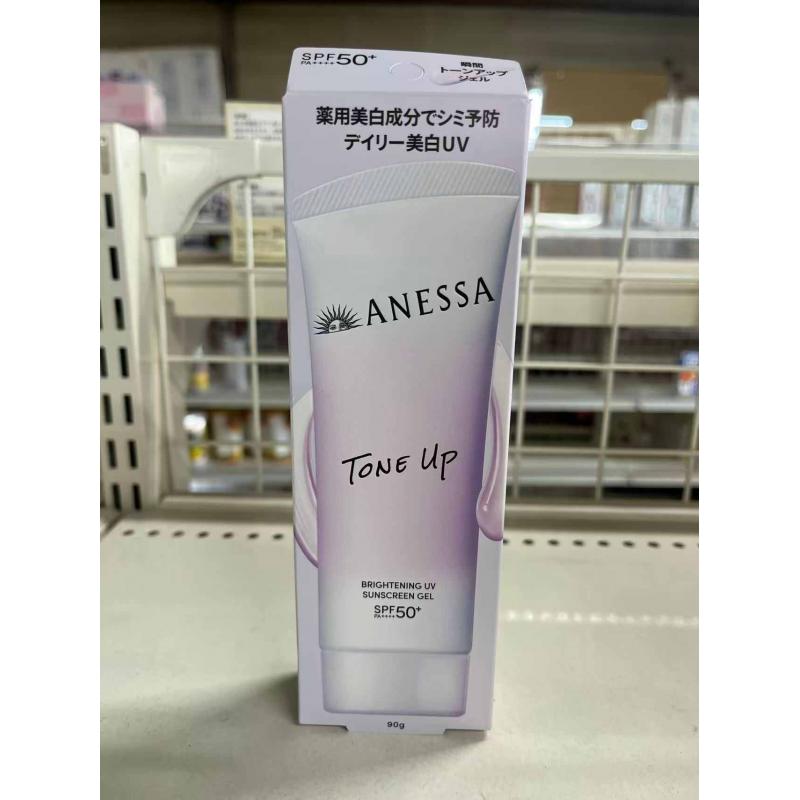 SPF50+
PA++++
瞬間
トーンアップ
ジェル
薬用美白成分でシミ予防
デイリー美白UV
ANESSA
TONE UP
BRIGHTENING UV
SUNSCREEN GEL
SPF50+
PA++++
90g